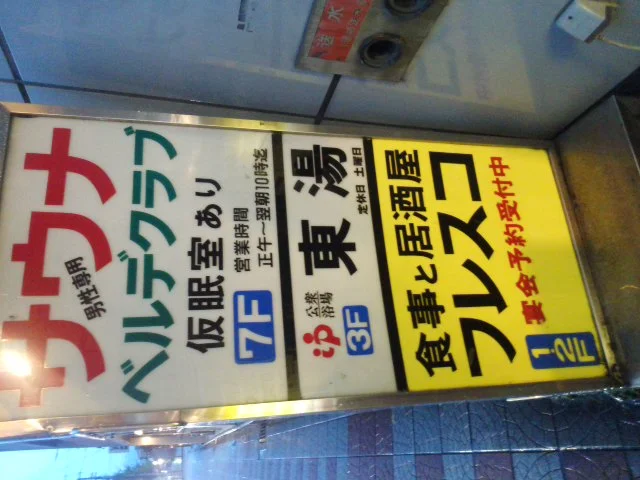 サウナ
男性専用
ベルデクラブ
仮眠室あり
7F
営業時間
正午～翌朝10時迄
公衆
浴場
東湯
3F
定休日 土曜日
食事と居酒屋
フレスコ
宴会予約受付中
1・2F
送水口